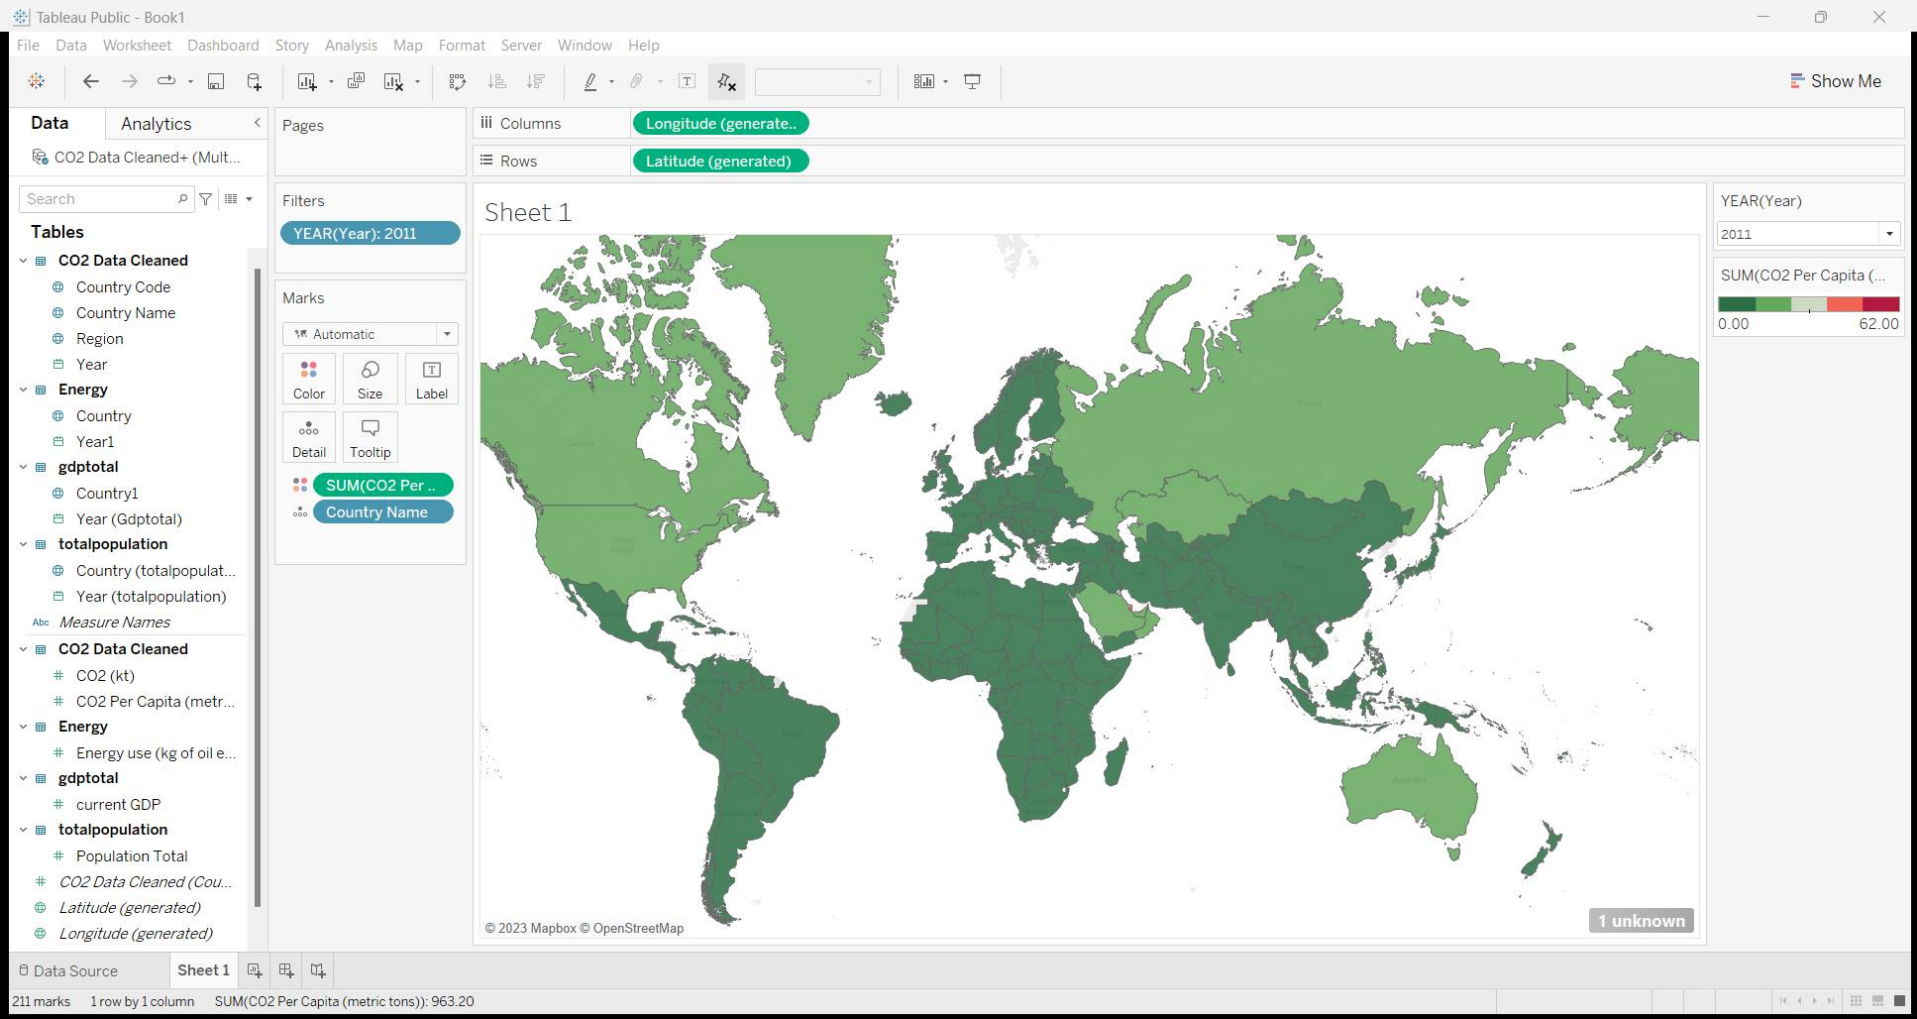 Tableau Public - Book1
File Data Worksheet Dashboard Story Analysis Map Format Server Window Help
Show Me
Data Analytics
CO2 Data Cleaned+ (Mult...
Search
Tables
CO2 Data Cleaned
Country Code
Country Name
Region
Year
Energy
Country
Year1
gdptotal
Country1
Year (Gdptotal)
totalpopulation
Country (totalpopulat...
Year (totalpopulation)
Abc Measure Names
CO2 Data Cleaned
CO2 (kt)
CO2 Per Capita (metr...
Energy
Energy use (kg of oil e...
gdptotal
current GDP
totalpopulation
Population Total
CO2 Data Cleaned (Cou...
Latitude (generated)
Longitude (generated)
Pages
Filters
YEAR(Year): 2011
Marks
Automatic
Color Size Label
Detail Tooltip
SUM(CO2 Per ..
Country Name
Columns Longitude (generate..
Rows Latitude (generated)
Sheet 1
© 2023 Mapbox © OpenStreetMap
1 unknown
YEAR(Year)
2011
SUM(CO2 Per Capita (...
0.00 62.00
Data Source Sheet 1
211 marks 1 row by 1 column SUM(CO2 Per Capita (metric tons)): 963.20